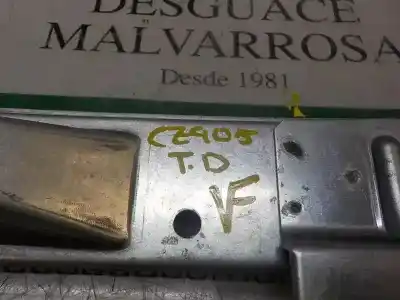 DESGUACE
MALVARROSA
Desde 1981
C2905
T.D
VF